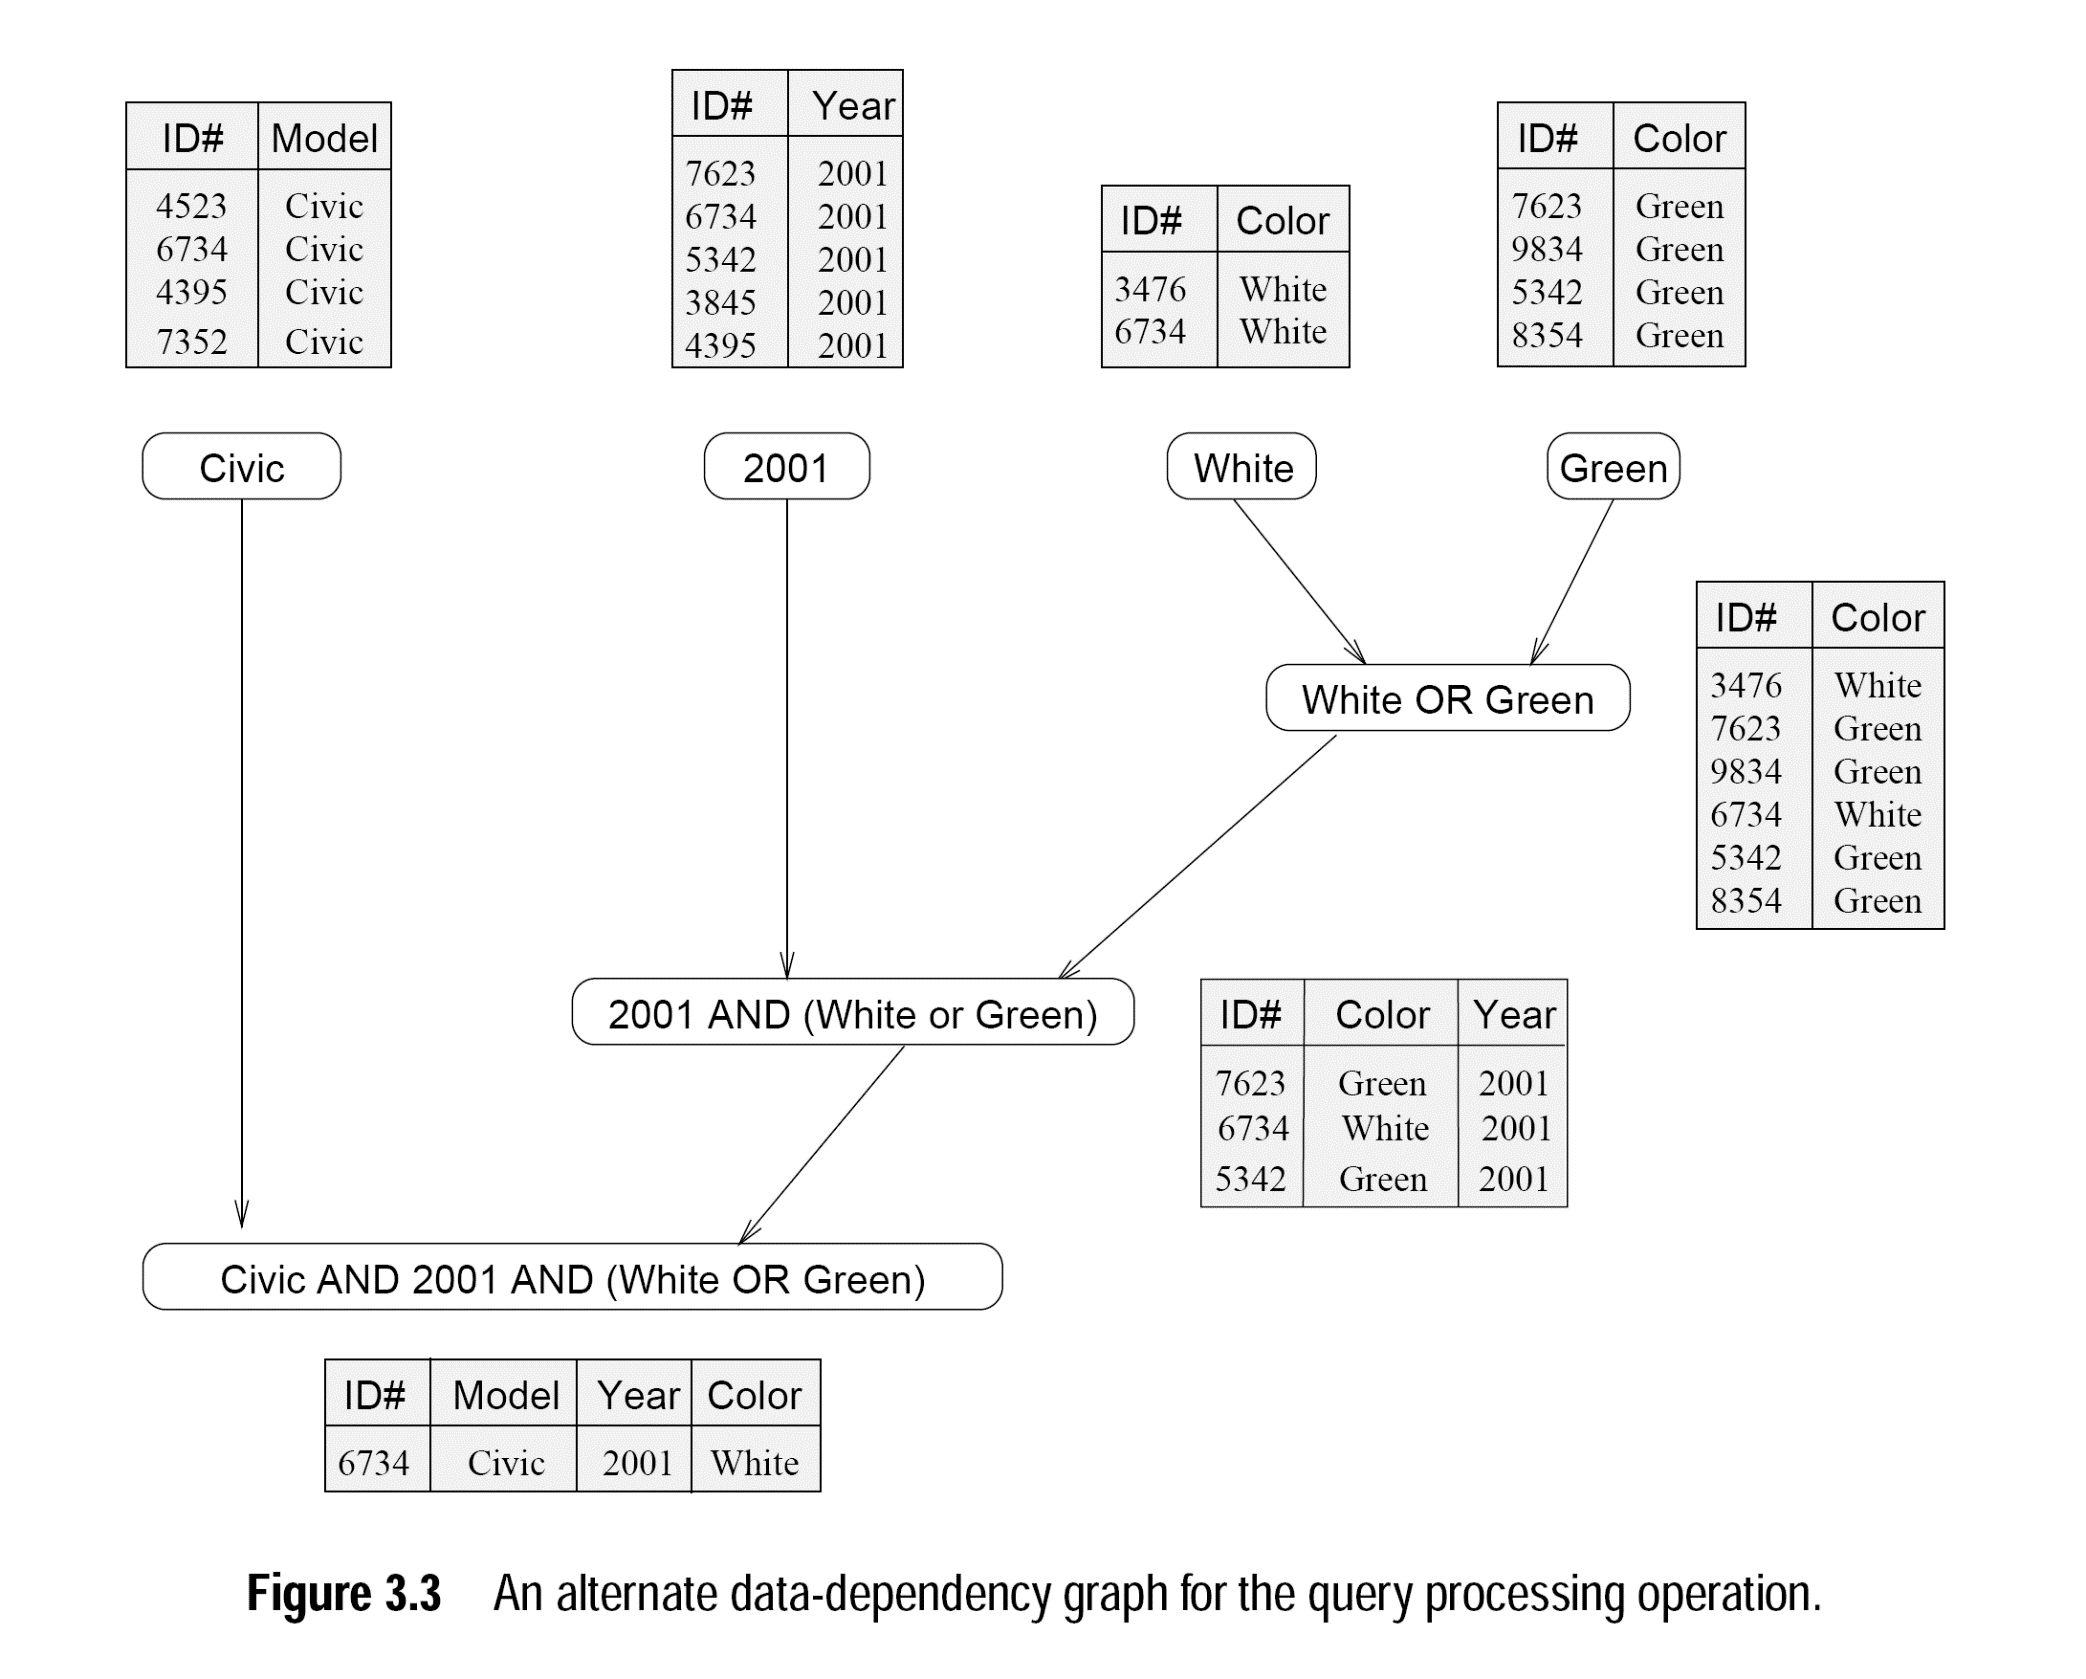 ID# Model
4523 Civic
6734 Civic
4395 Civic
7352 Civic
ID# Year
7623 2001
6734 2001
5342 2001
3845 2001
4395 2001
ID# Color
3476 White
6734 White
ID# Color
7623 Green
9834 Green
5342 Green
8354 Green
Civic
2001
White
Green
White OR Green
ID# Color
3476 White
7623 Green
9834 Green
6734 White
5342 Green
8354 Green
2001 AND (White or Green)
ID# Color Year
7623 Green 2001
6734 White 2001
5342 Green 2001
Civic AND 2001 AND (White OR Green)
ID# Model Year Color
6734 Civic 2001 White
Figure 3.3 An alternate data-dependency graph for the query processing operation.